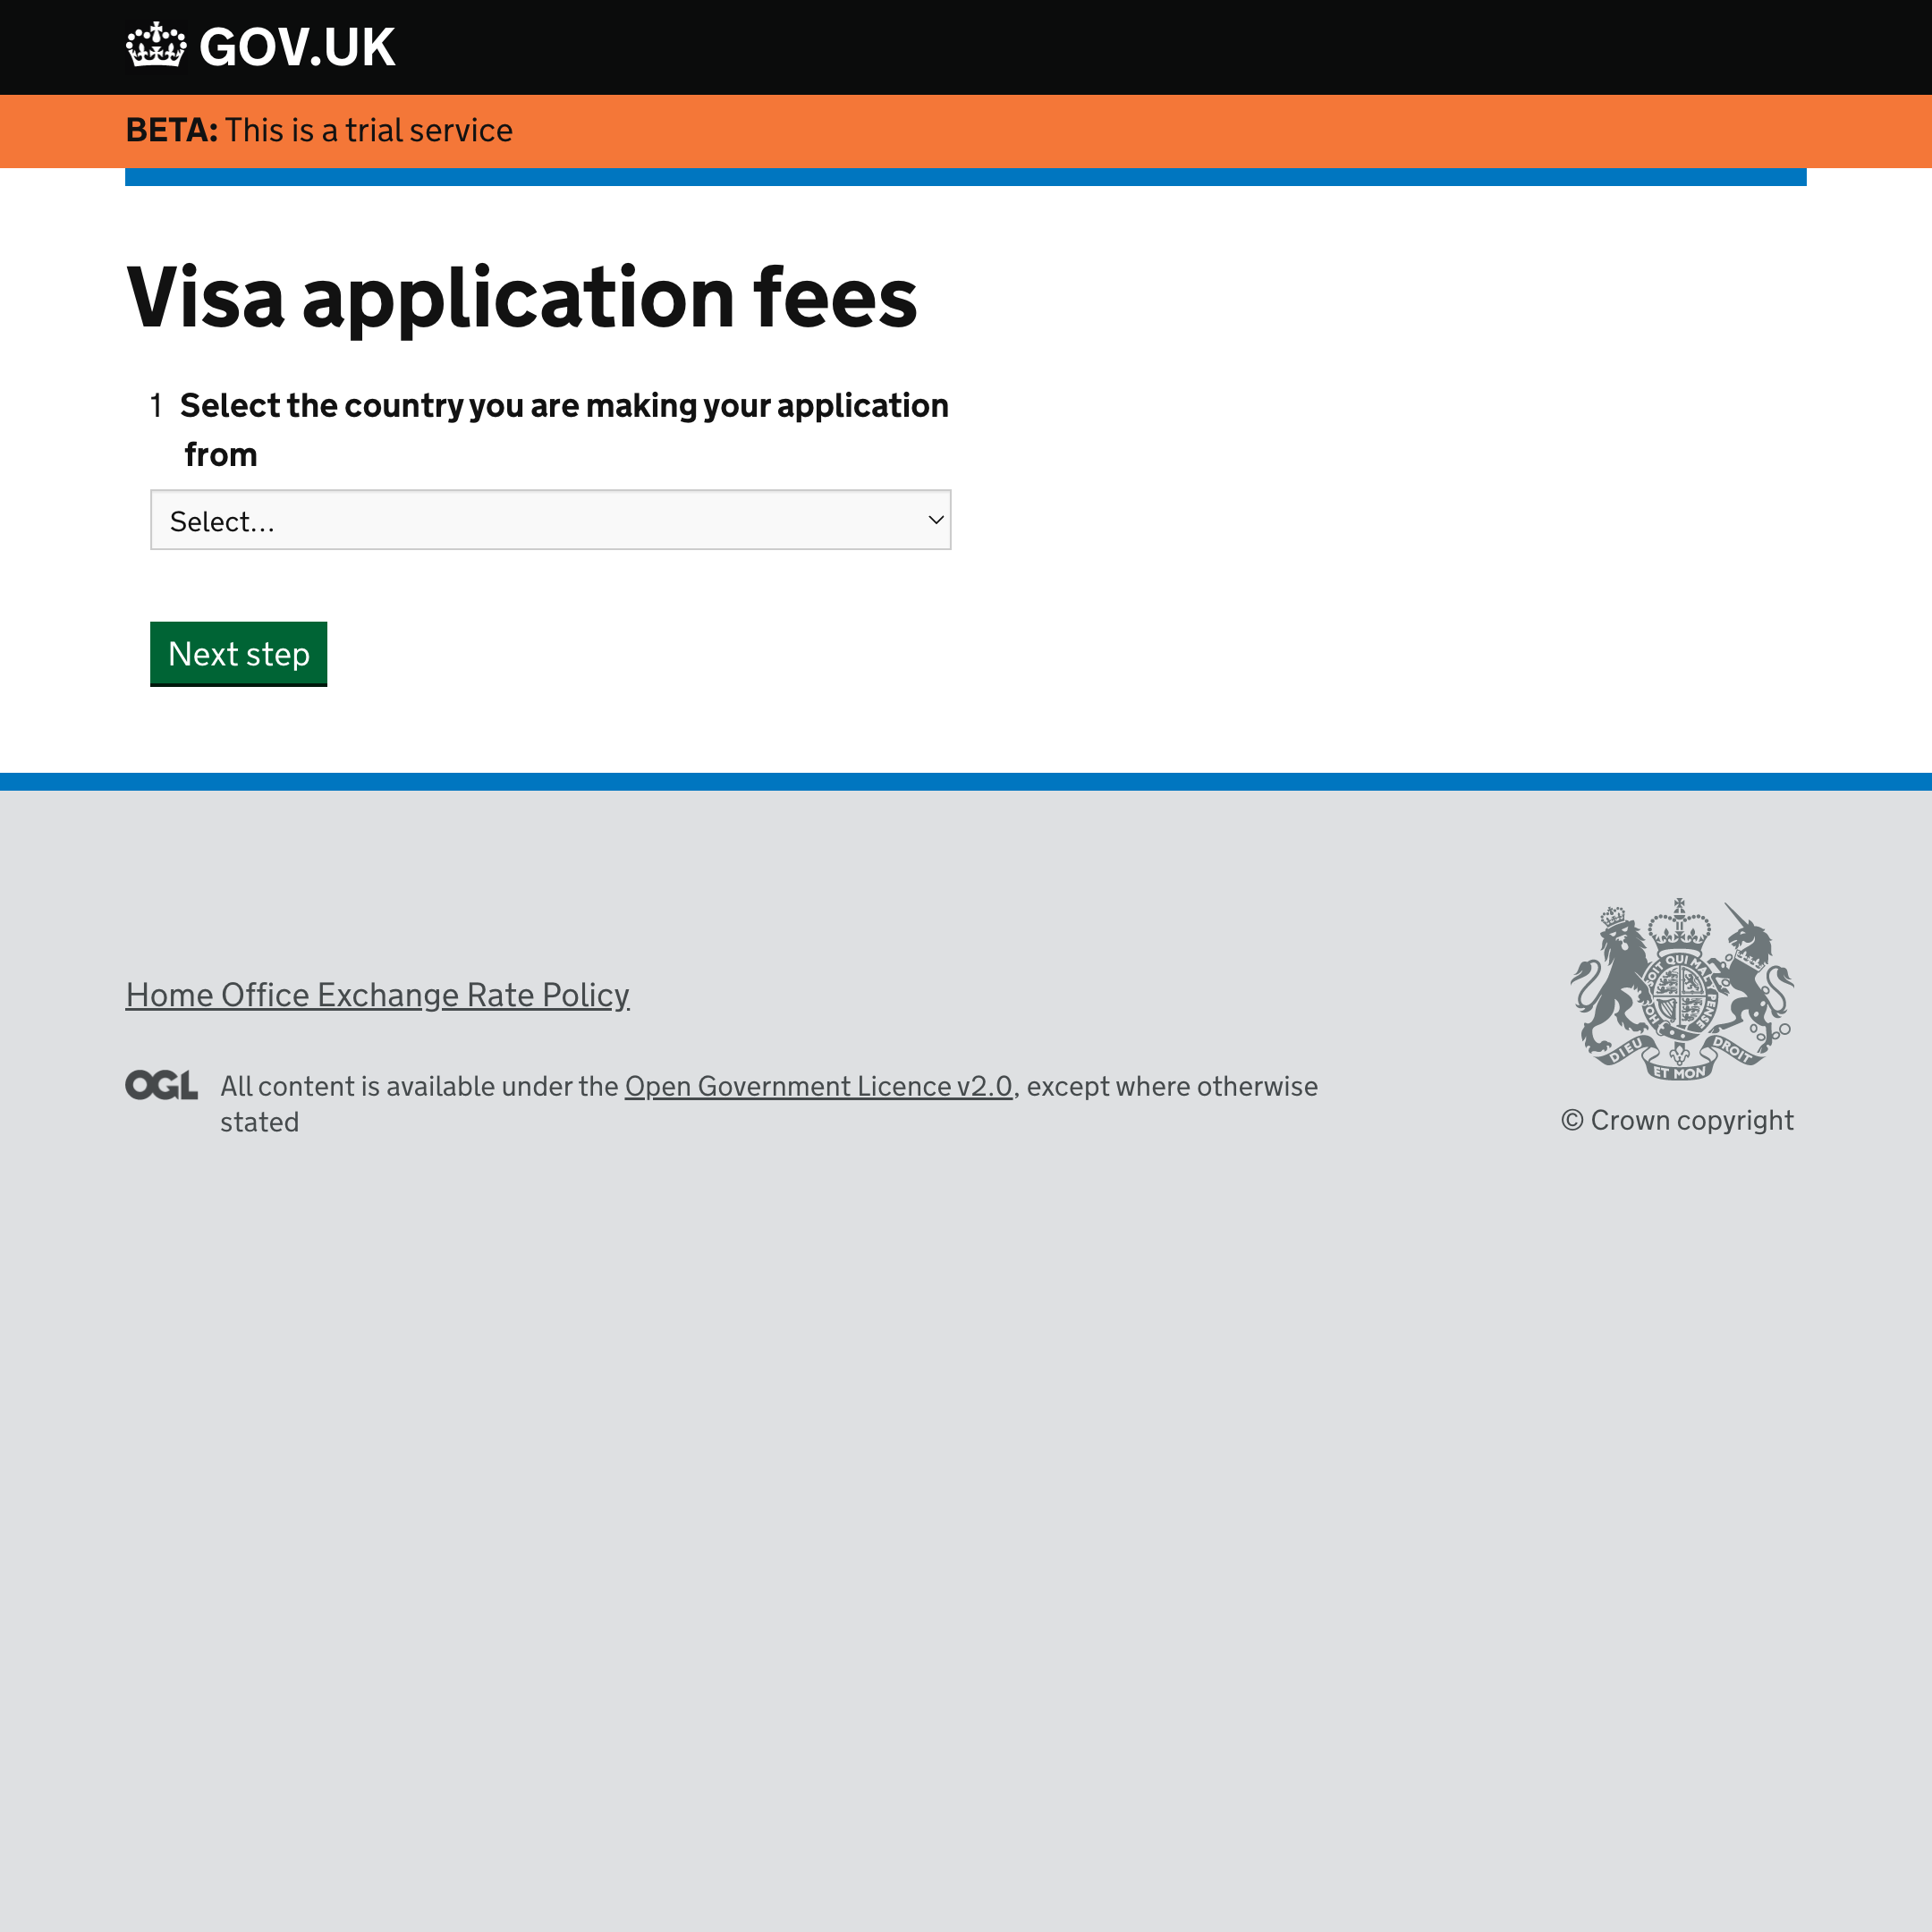 GOV.UK
BETA: This is a trial service
Visa application fees
1 Select the country you are making your application
from
Select...
Next step
Home Office Exchange Rate Policy
OGL All content is available under the Open Government Licence v2.0, except where otherwise
stated
SOIT QUI MAL
PENSE
HO
DIEU
ET MON
DROIT
© Crown copyright